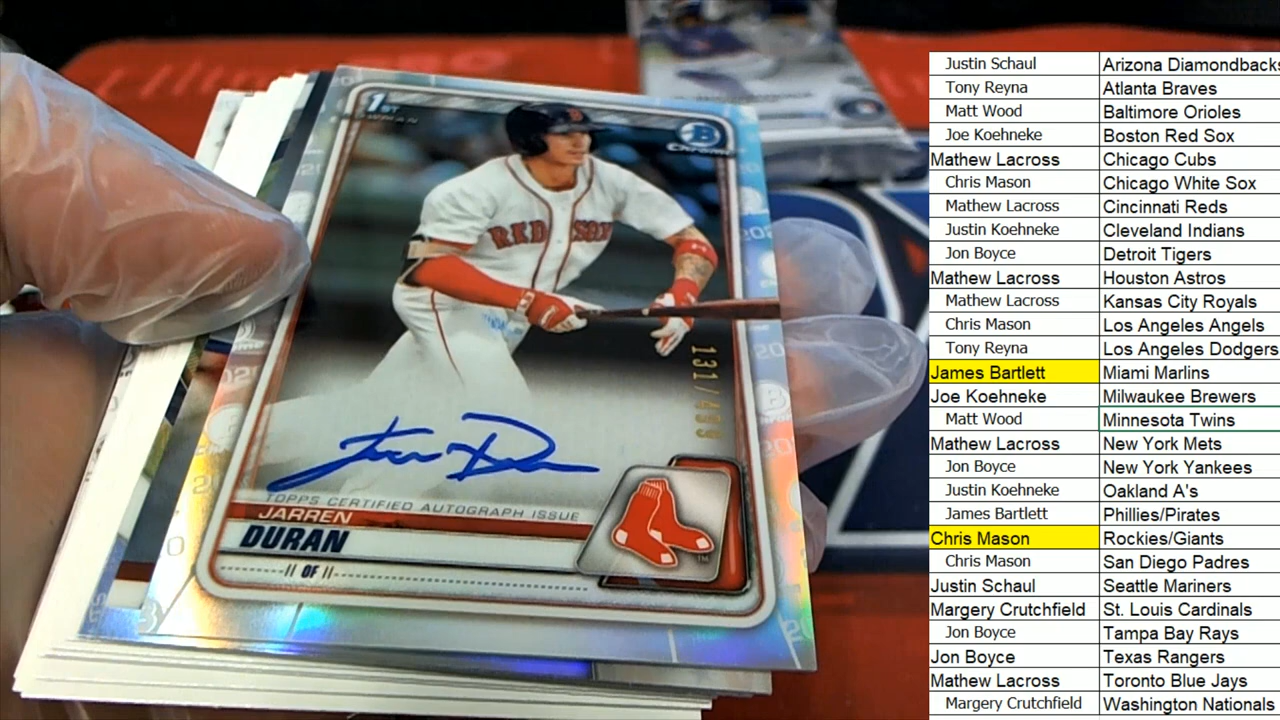 1ST
BOWMAN
B
Chrome
RED SOX
131/499
TOPPS CERTIFIED AUTOGRAPH ISSUE
JARREN
DURAN
OF
Justin Schaul Arizona Diamondbacks
Tony Reyna Atlanta Braves
Matt Wood Baltimore Orioles
Joe Koehneke Boston Red Sox
Mathew Lacross Chicago Cubs
Chris Mason Chicago White Sox
Mathew Lacross Cincinnati Reds
Justin Koehneke Cleveland Indians
Jon Boyce Detroit Tigers
Mathew Lacross Houston Astros
Mathew Lacross Kansas City Royals
Chris Mason Los Angeles Angels
Tony Reyna Los Angeles Dodgers
James Bartlett Miami Marlins
Joe Koehneke Milwaukee Brewers
Matt Wood Minnesota Twins
Mathew Lacross New York Mets
Jon Boyce New York Yankees
Justin Koehneke Oakland A's
James Bartlett Phillies/Pirates
Chris Mason Rockies/Giants
Chris Mason San Diego Padres
Justin Schaul Seattle Mariners
Margery Crutchfield St. Louis Cardinals
Jon Boyce Tampa Bay Rays
Jon Boyce Texas Rangers
Mathew Lacross Toronto Blue Jays
Margery Crutchfield Washington Nationals